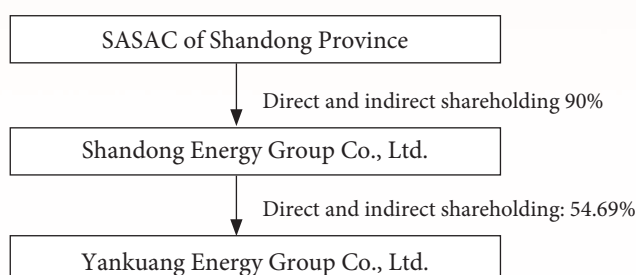 SASAC of Shandong Province
Direct and indirect shareholding 90%
Shandong Energy Group Co., Ltd.
Direct and indirect shareholding: 54.69%
Yankuang Energy Group Co., Ltd.